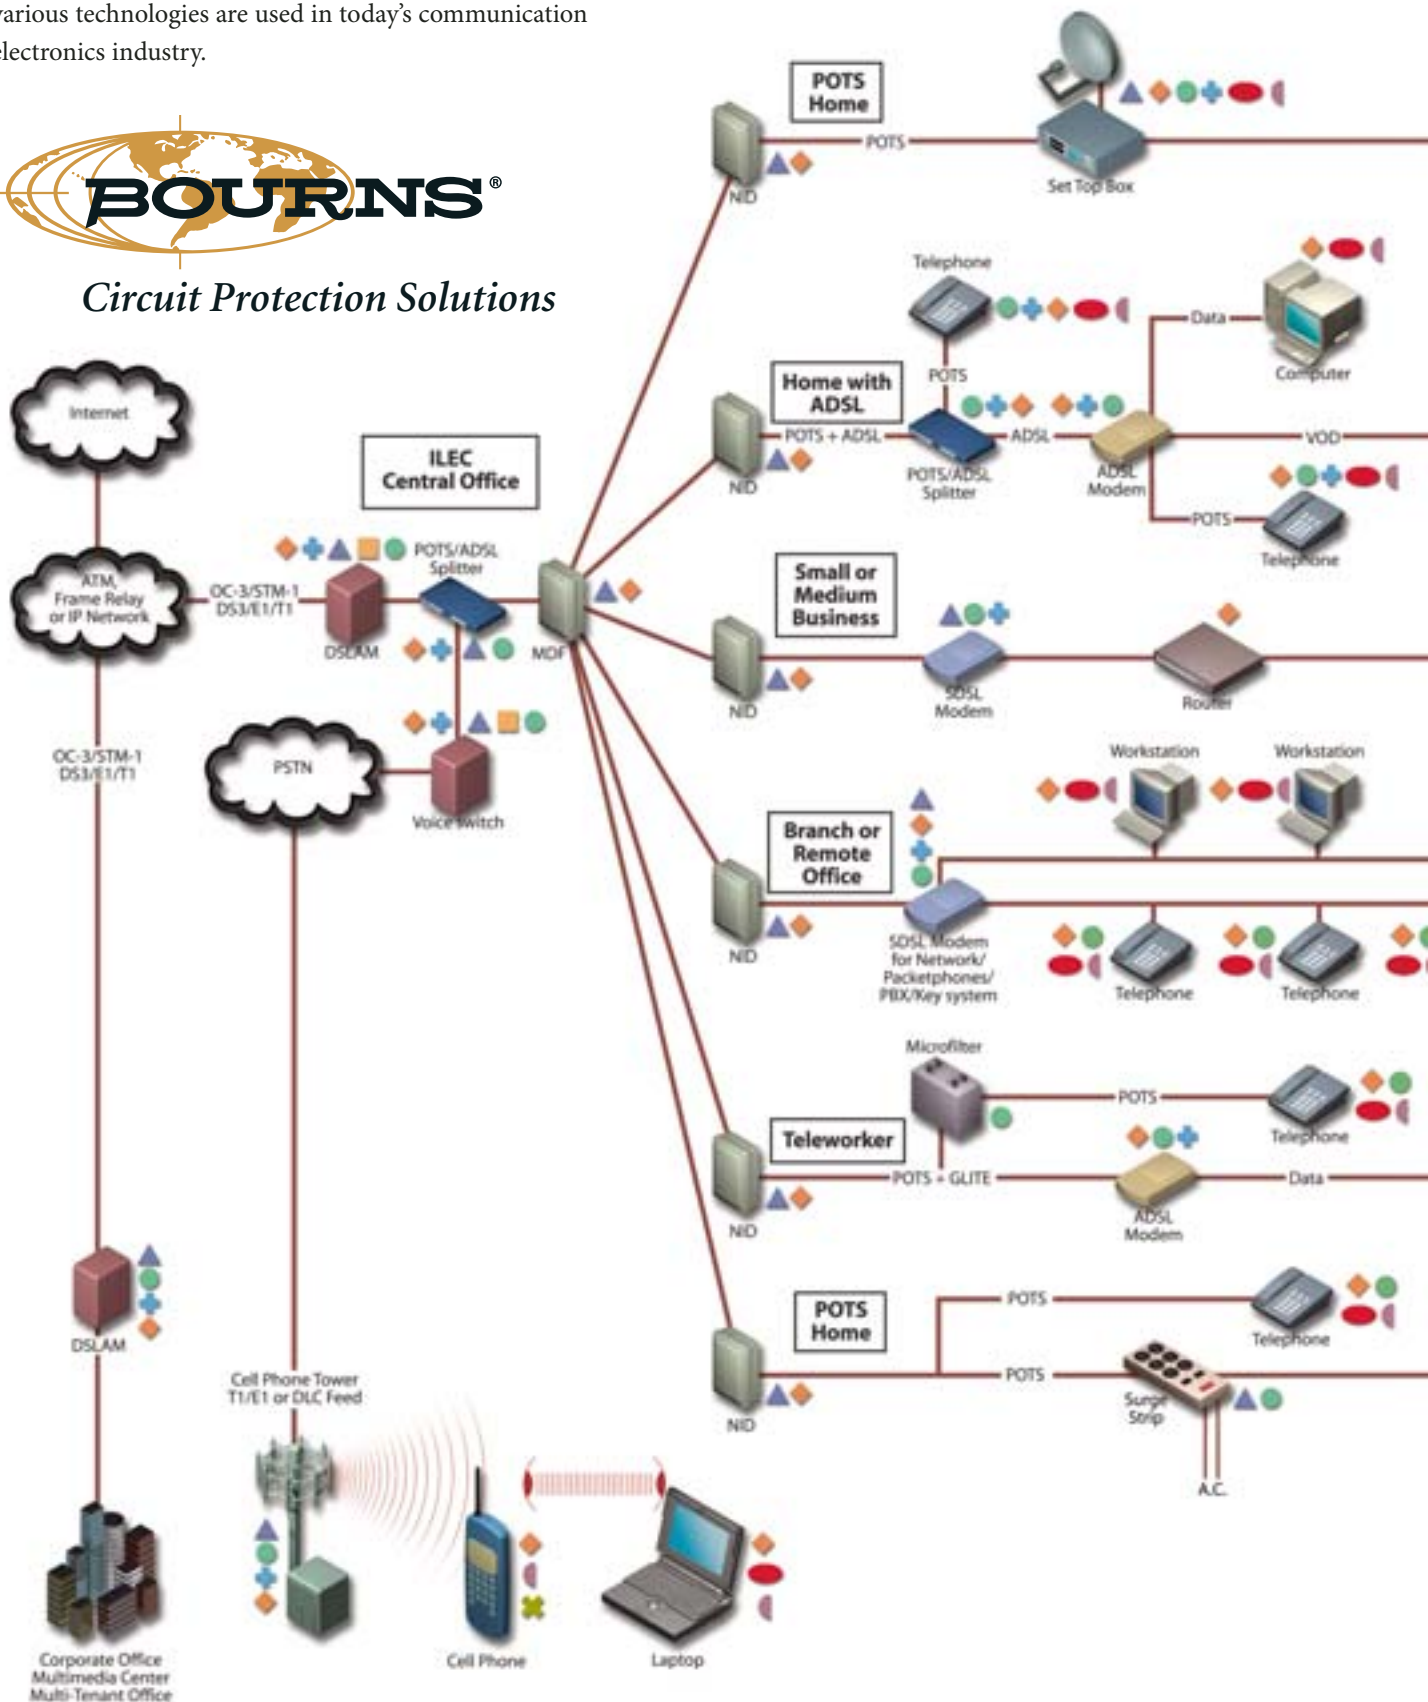 various technologies are used in today's communication
electronics industry.
BOURNS®
Circuit Protection Solutions
POTS
Home
POTS
NID
Set Top Box
Telephone
POTS
Home with
ADSL
POTS + ADSL
NID
POTS/ADSL
Splitter
ADSL
ADSL
Modem
Data
Computer
VOD
POTS
Telephone
Internet
ILEC
Central Office
ATM,
Frame Relay
or IP Network
OC-3/STM-1
DS3/E1/T1
DSLAM
POTS/ADSL
Splitter
MDF
Small or
Medium
Business
NID
SDSL
Modem
Router
OC-3/STM-1
DS3/E1/T1
PSTN
Voice switch
Branch or
Remote
Office
NID
SDSL Modem
for Network/
Packetphones/
PBX/Key system
Workstation
Workstation
Telephone
Telephone
Microfilter
Teleworker
POTS
Telephone
NID
POTS + GLITE
ADSL
Modem
Data
POTS
Home
POTS
Telephone
NID
POTS
Surge
Strip
A.C.
DSLAM
Cell Phone Tower
T1/E1 or DLC Feed
Corporate Office
Multimedia Center
Multi-Tenant Office
Cell Phone
Laptop